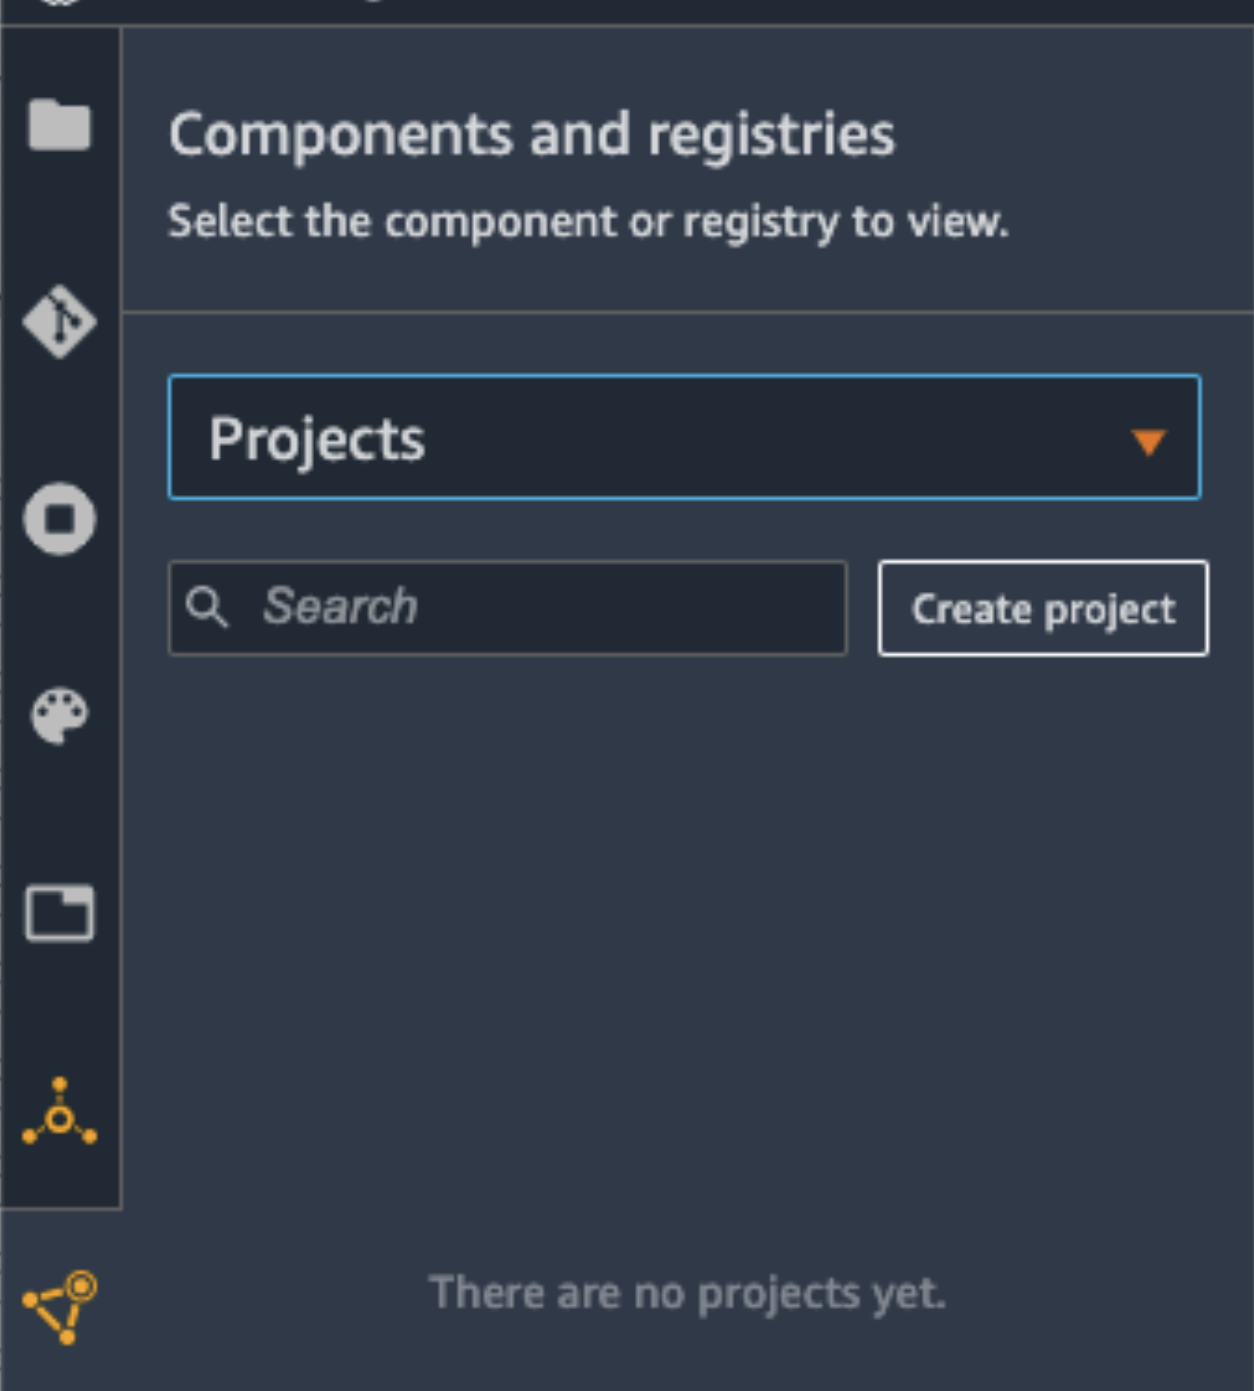 Components and registries
Select the component or registry to view.
Projects
Search
Create project
There are no projects yet.